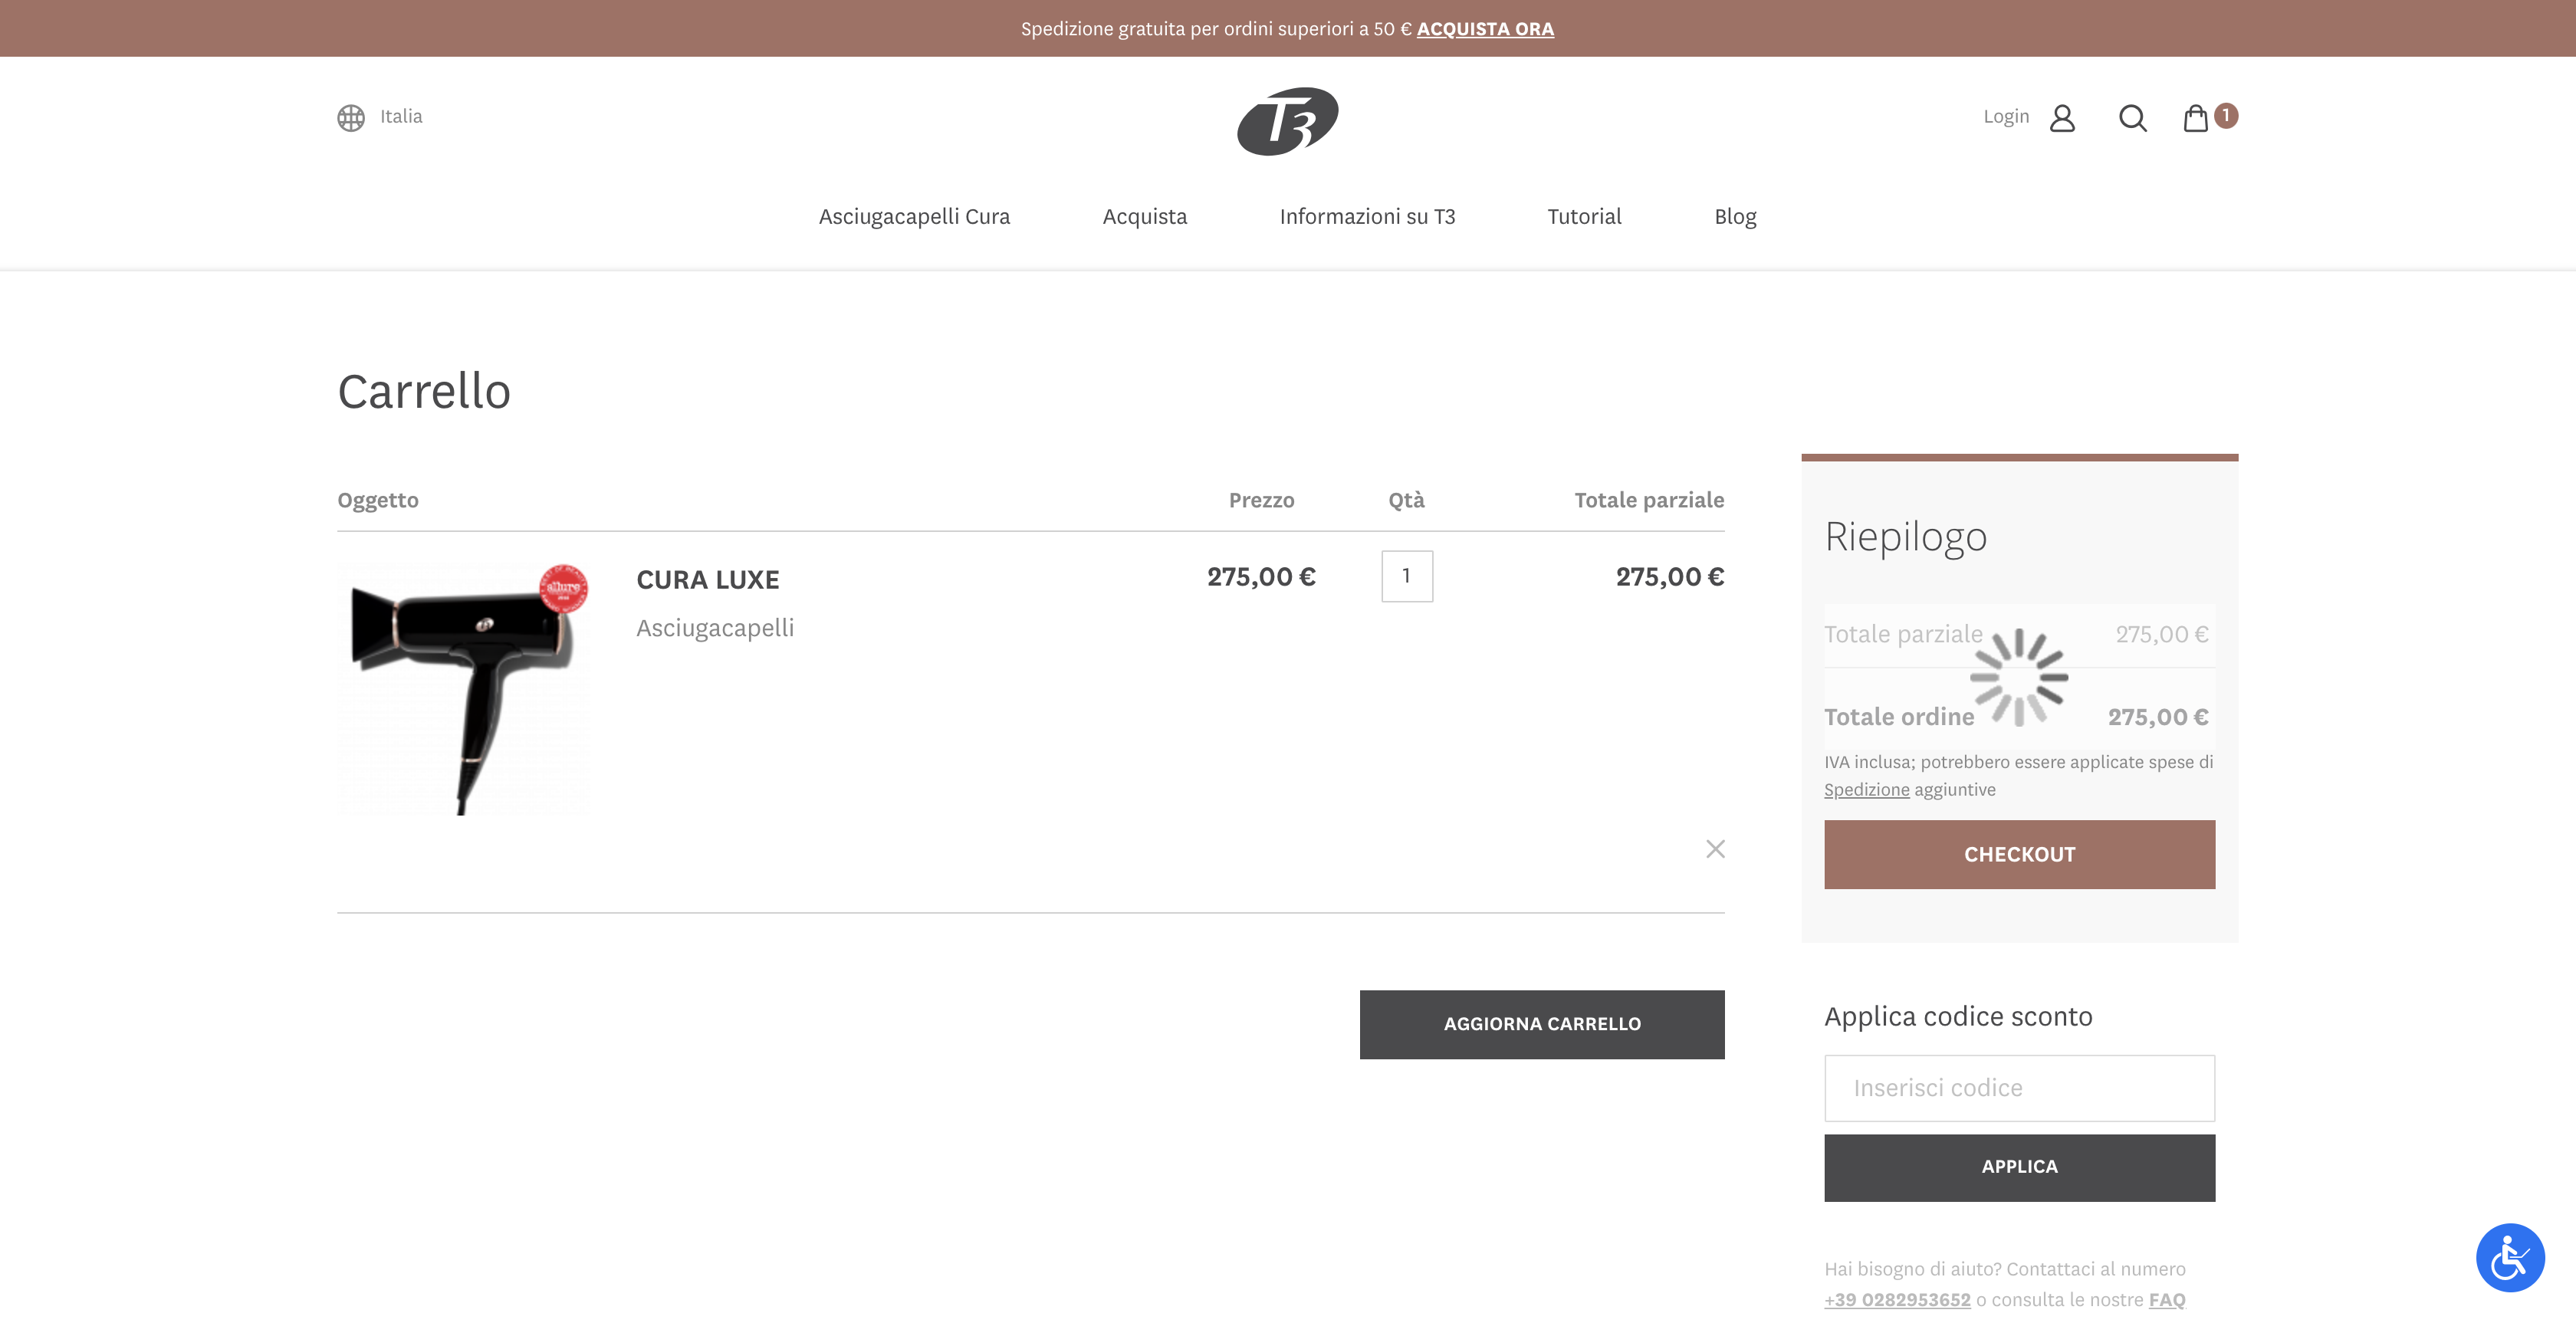 Spedizione gratuita per ordini superiori a 50 € ACQUISTA ORA
Italia
T3
Login
1
Asciugacapelli Cura
Acquista
Informazioni su T3
Tutorial
Blog
Carrello
Oggetto
Prezzo
Qtà
Totale parziale
allure
CURA LUXE
275,00 €
1
275,00 €
Asciugacapelli
AGGIORNA CARRELLO
Riepilogo
Totale parziale
275,00 €
Totale ordine
275,00 €
IVA inclusa; potrebbero essere applicate spese di
Spedizione aggiuntive
CHECKOUT
Applica codice sconto
Inserisci codice
APPLICA
Hai bisogno di aiuto? Contattaci al numero
+39 0282953652 o consulta le nostre FAQ